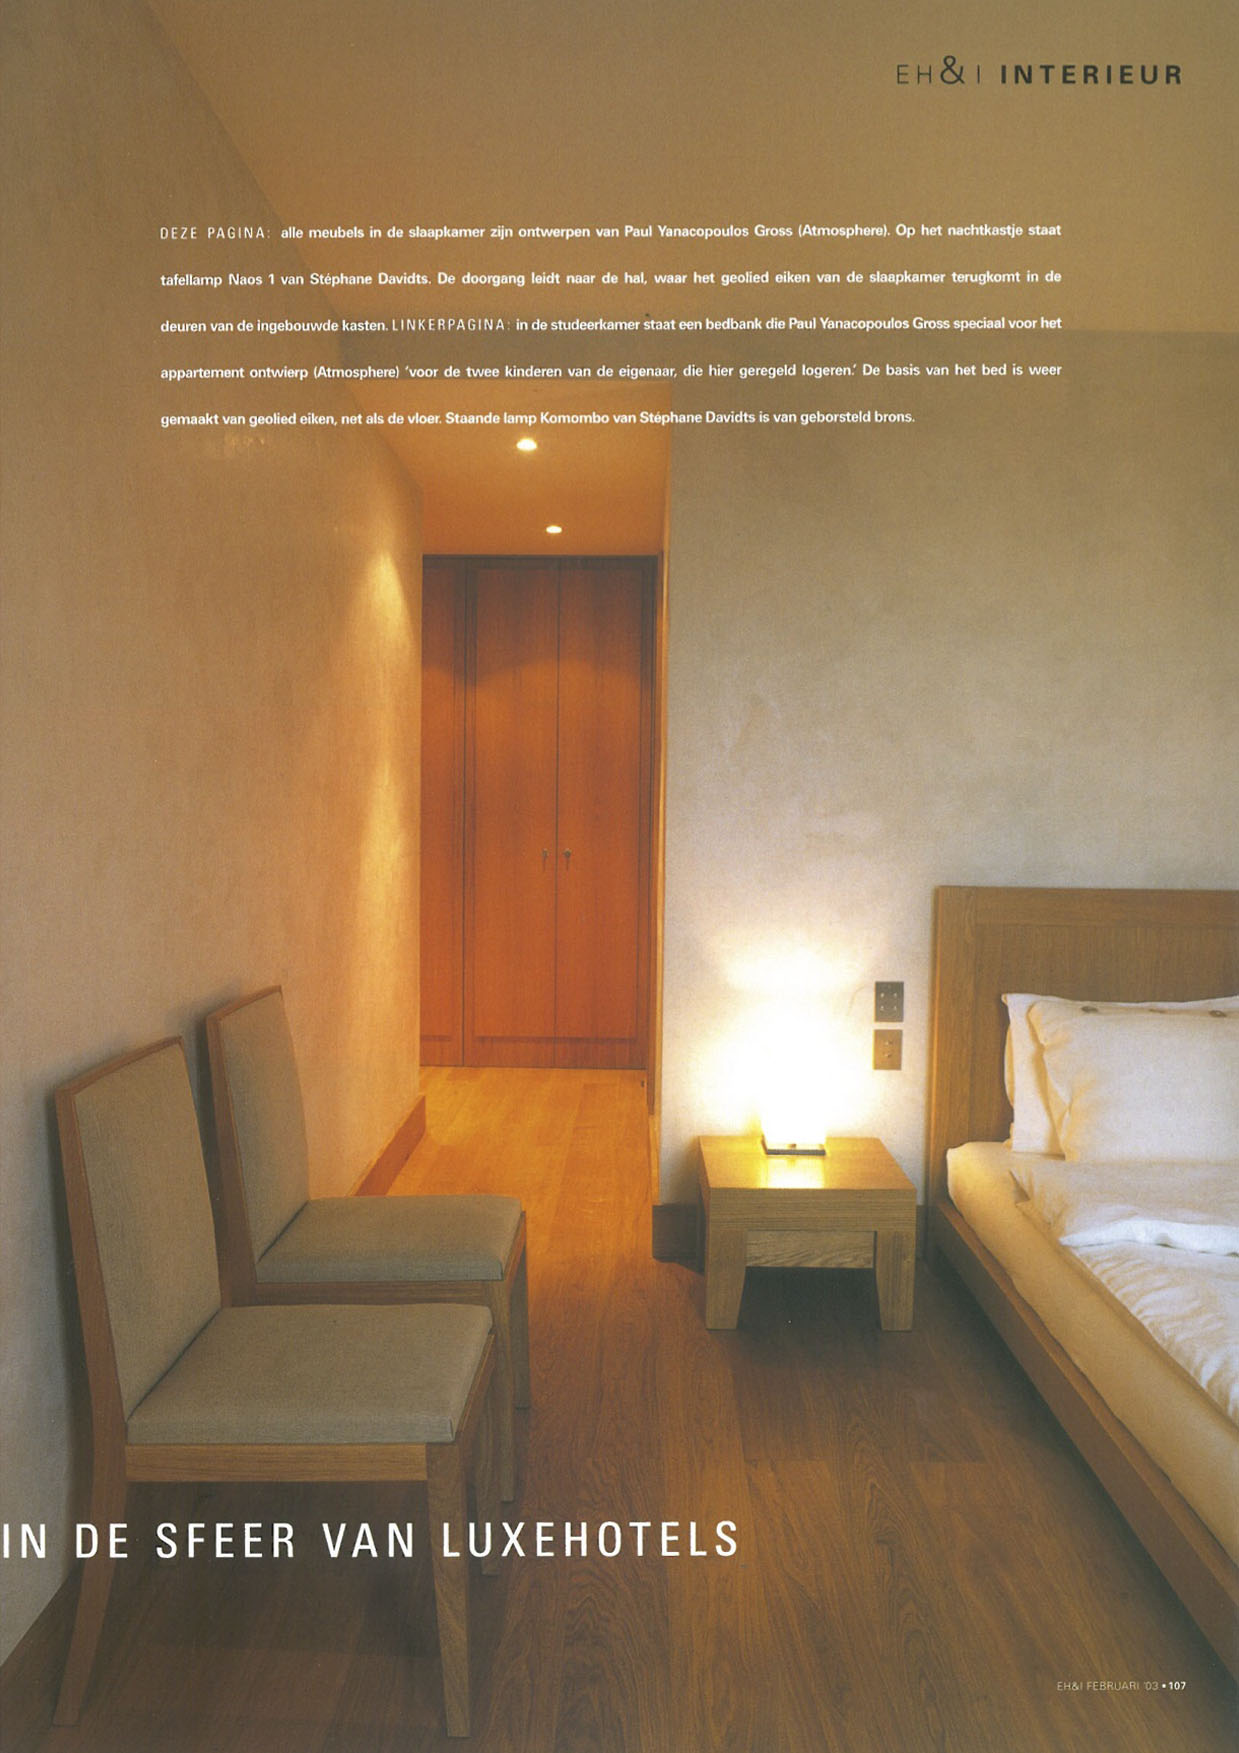 EH&I INTERIEUR
DEZE PAGINA: alle meubels in de slaapkamer zijn ontwerpen van Paul Yanacopoulos Gross (Atmosphere). Op het nachtkastje staat
tafellamp Naos 1 van Stéphane Davidts. De doorgang leidt naar de hal, waar het geolied eiken van de slaapkamer terugkomt in de
deuren van de ingebouwde kasten. LINKERPAGINA: in de studeerkamer staat een bedbank die Paul Yanacopoulos Gross speciaal voor het
appartement ontwierp (Atmosphere) 'voor de twee kinderen van de eigenaar, die hier geregeld logeren.' De basis van het bed is weer
gemaakt van geolied eiken, net als de vloer. Staande lamp Komombo van Stéphane Davidts is van geborsteld brons.
IN DE SFEER VAN LUXEHOTELS
EH&I FEBRUARI '03 • 107